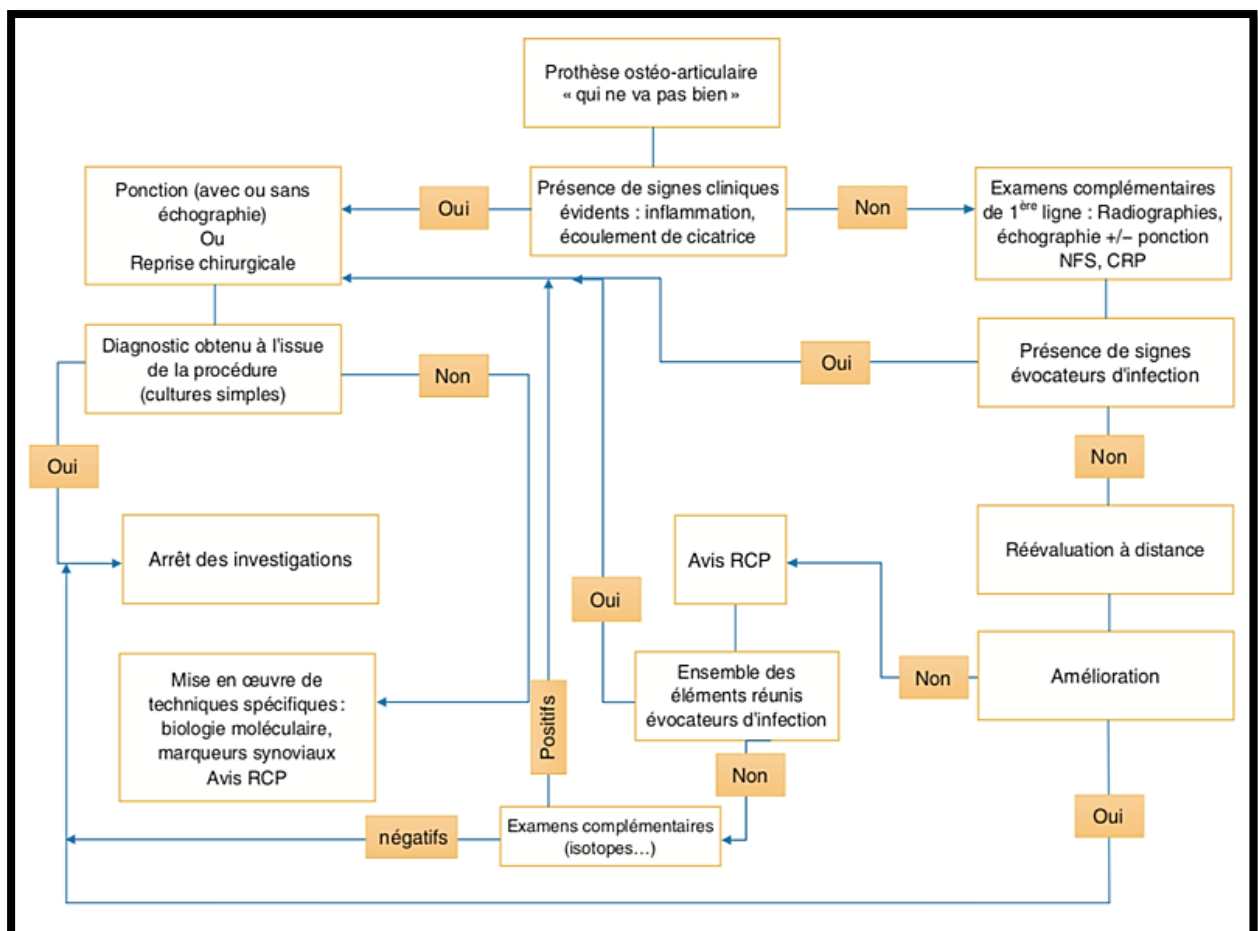 Prothèse ostéo-articulaire
« qui ne va pas bien »
Ponction (avec ou sans
échographie)
Ou
Reprise chirurgicale
Oui
Présence de signes cliniques
évidents : inflammation,
écoulement de cicatrice
Non
Examens complémentaires
de 1ère ligne : Radiographies,
échographie +/− ponction
NFS, CRP
Diagnostic obtenu à l'issue
de la procédure
(cultures simples)
Non
Oui
Présence de signes
évocateurs d'infection
Oui
Non
Arrêt des investigations
Avis RCP
Réévaluation à distance
Oui
Mise en œuvre de
techniques spécifiques :
biologie moléculaire,
marqueurs synoviaux
Avis RCP
Positifs
Ensemble des
éléments réunis
évocateurs d'infection
Non
Amélioration
Non
Oui
négatifs
Examens complémentaires
(isotopes...)